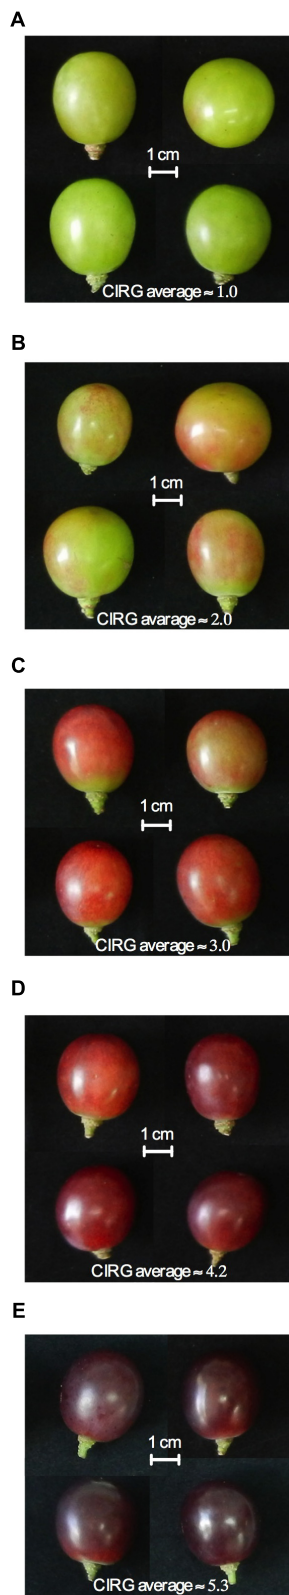 A
1 cm
CIRG average ≈ 1.0
B
1 cm
CIRG avarage ≈ 2.0
C
1 cm
CIRG average ≈ 3.0
D
1 cm
CIRG average ≈ 4.2
E
1 cm
CIRG average ≈ 5.3